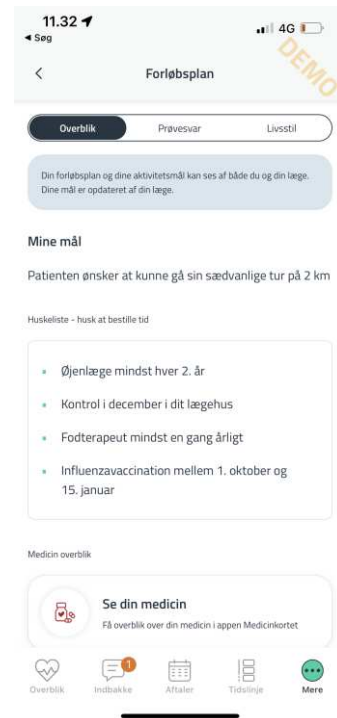 11.32
4G
◄ Søg
DEMO
Forløbsplan
Overblik
Prøvesvar
Livsstil
Din forløbsplan og dine aktivitetsmål kan ses af både du og din læge.
Dine mål er opdateret af din læge.
Mine mål
Patienten ønsker at kunne gå sin sædvanlige tur på 2 km
Huskeliste - husk at bestille tid
Øjenlæge mindst hver 2. år
Kontrol i december i dit lægehus
Fodterapeut mindst en gang årligt
Influenzavaccination mellem 1. oktober og
15. januar
Medicin overblik
Se din medicin
Få overblik over din medicin i appen Medicinkortet
1
Overblik
Indbakke
Aftaler
Tidslinje
Mere